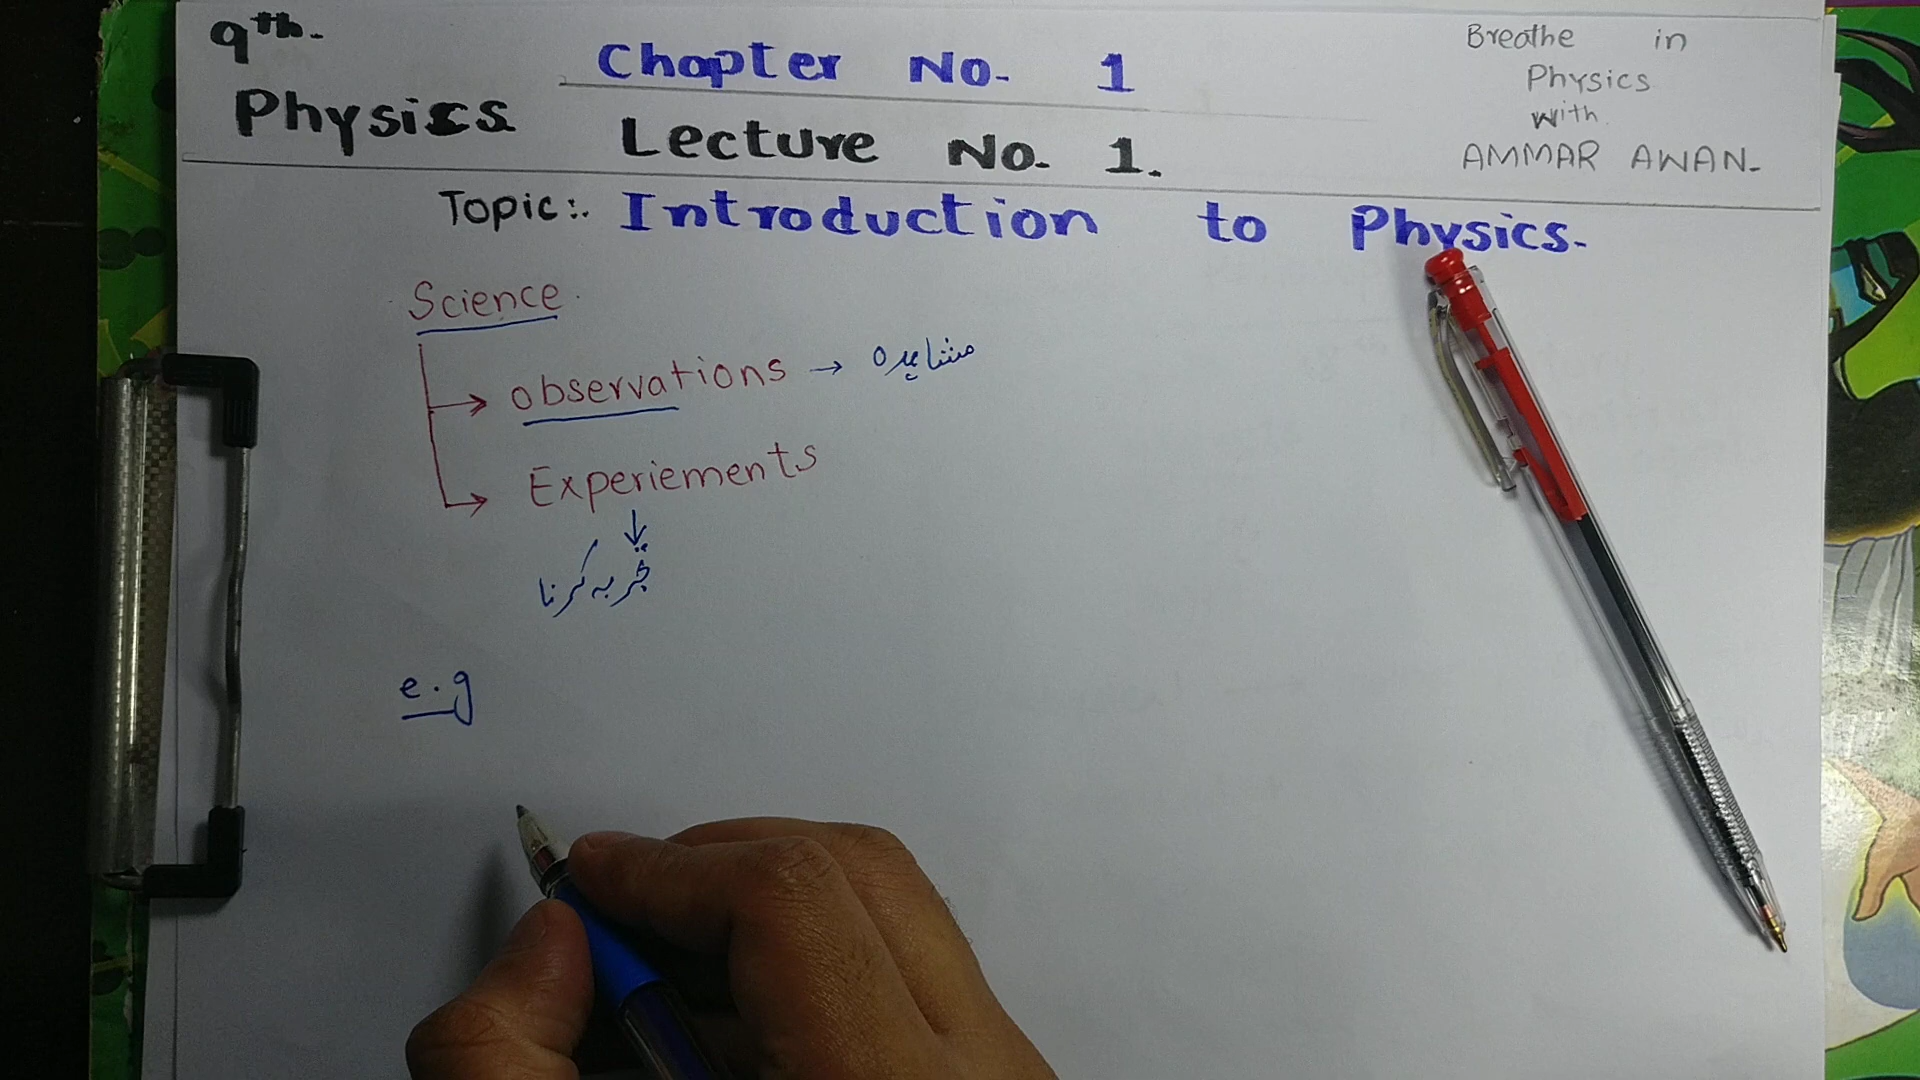 9th.
Physics
Chapter No. 1
Lecture No. 1.
Breathe in
Physics
with.
AMMAR AWAN.
Topic:. Introduction to Physics.
Science
observations → مشاہدہ
Experiements
تجربہ کرنا
e.g